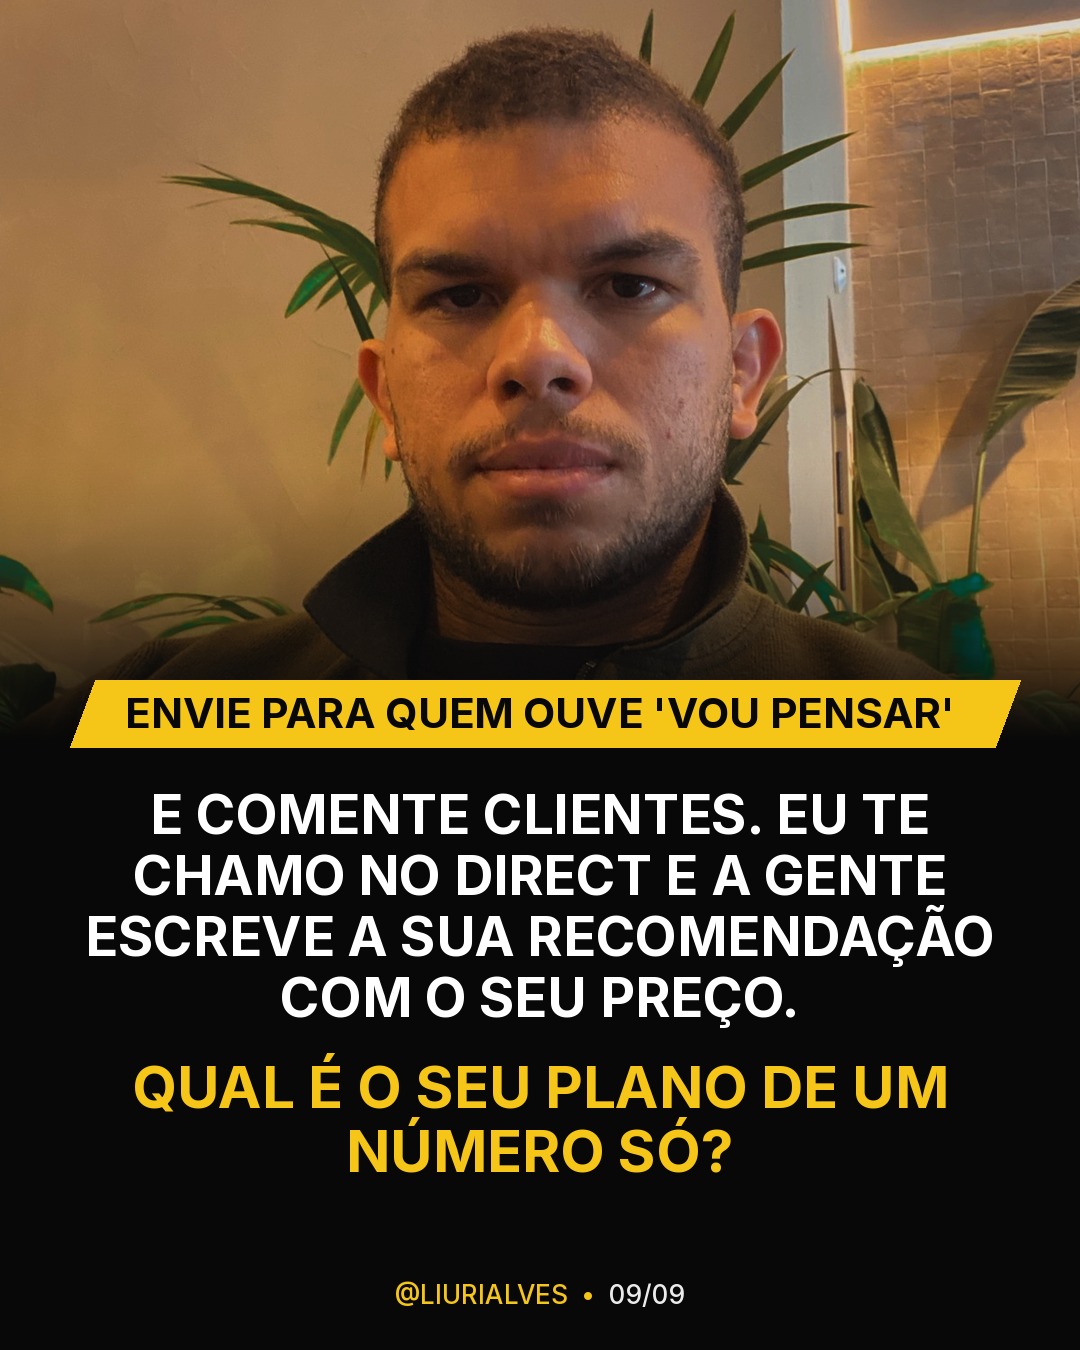 ENVIE PARA QUEM OUVE 'VOU PENSAR'
E COMENTE CLIENTES. EU TE
CHAMO NO DIRECT E A GENTE
ESCREVE A SUA RECOMENDAÇÃO
COM O SEU PREÇO.
QUAL É O SEU PLANO DE UM
NÚMERO SÓ?
@LIURIALVES • 09/09